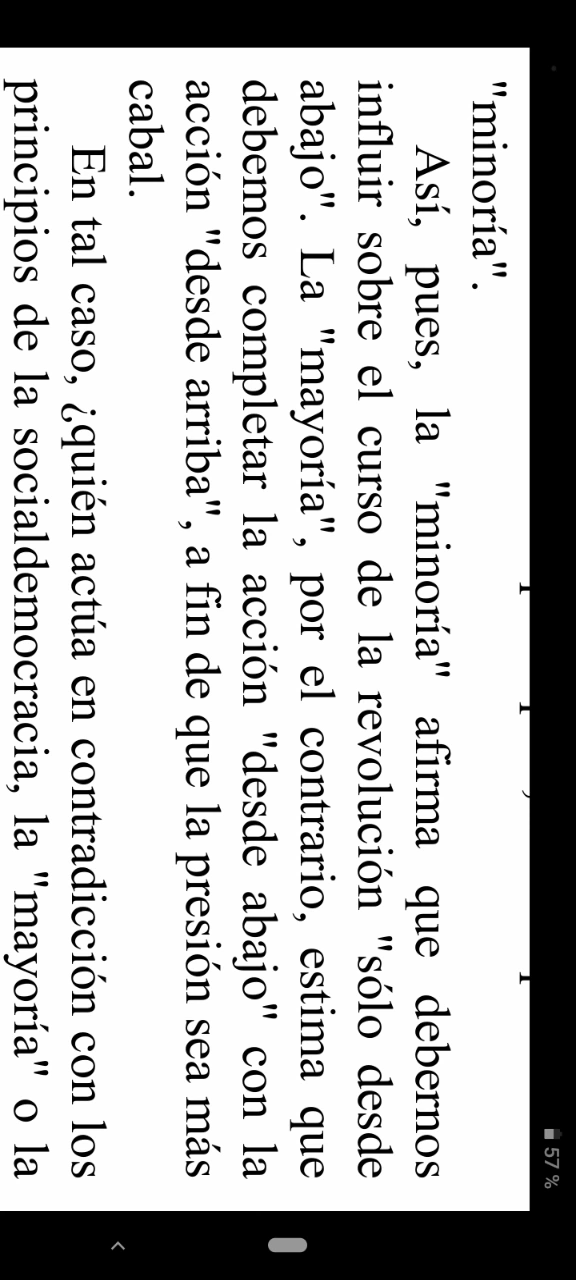 57 %
"minoría".
Así, pues, la "minoría" afirma que debernos
influir sobre el curso de la revolución "sólo desde
abajo". La "mayoría", por el contrario, estima que
debemos completar la acción "desde abajo" con la
acción "desde arriba", a fin de que la presión sea más
cabal.
En tal caso, ¿quién actúa en contradicción con los
principios de la socialdemocracia, la "mayoría" o la